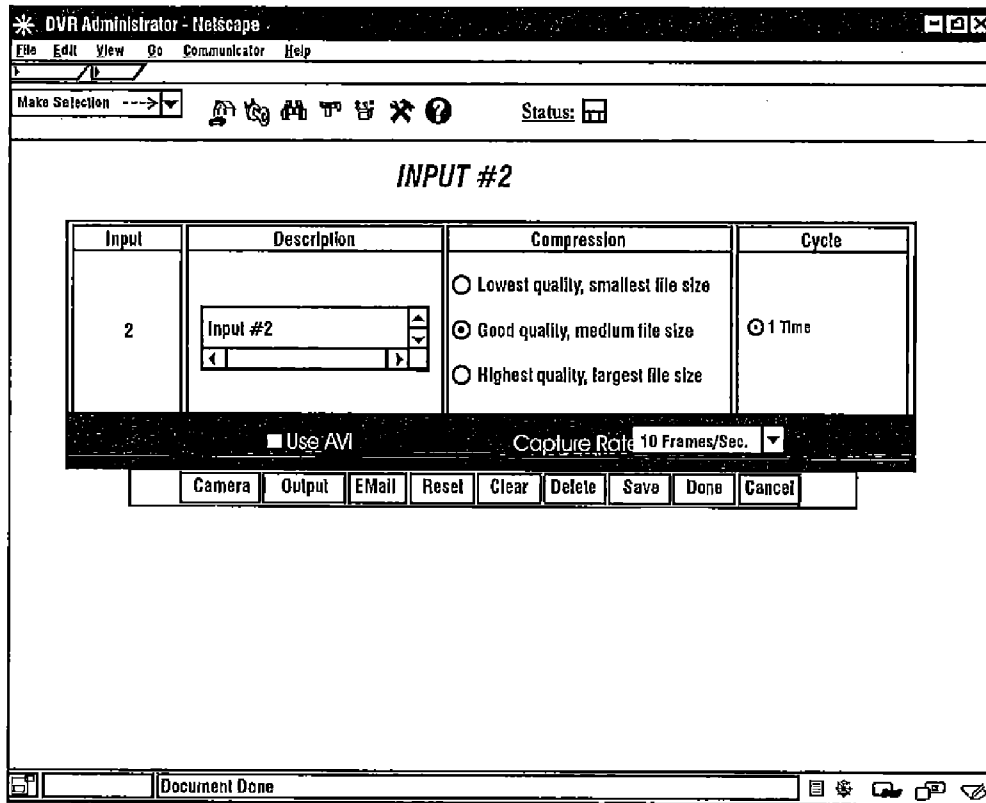 DVR Administrator - Netscape
File Edit View Go Communicator Help
Make Selection ---> Status:
INPUT #2
Input Description Compression Cycle
Lowest quality, smallest file size
2 Input #2 Good quality, medium file size 1 Time
Highest quality, largest file size
Use AVI Capture Rate 10 Frames/Sec.
Camera Output EMail Reset Clear Delete Save Done Cancel
Document Done